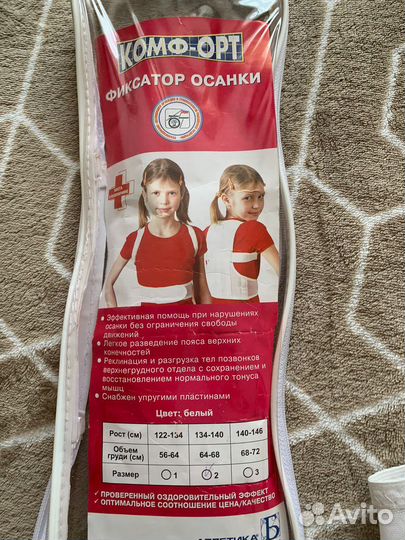 КОМФ-ОРТ
ФИКСАТОР ОСАНКИ
• Эффективная помощь при нарушениях
осанки без ограничения свободы
движений
• Легкое разведение пояса верхних
конечностей
• Реклинация и разгрузка тел позвонков
верхнегрудного отдела с сохранением и
восстановлением нормального тонуса
мышц
• Снабжен упругими пластинами
Цвет: белый
Рост (см) 122-134 134-140 140-146
Объем
груди (см) 56-64 64-68 68-72
Размер 1 2 3
✓ ПРОВЕРЕННЫЙ ОЗДОРОВИТЕЛЬНЫЙ ЭФФЕКТ
✓ ОПТИМАЛЬНОЕ СООТНОШЕНИЕ ЦЕНА/КАЧЕСТВО
Avito